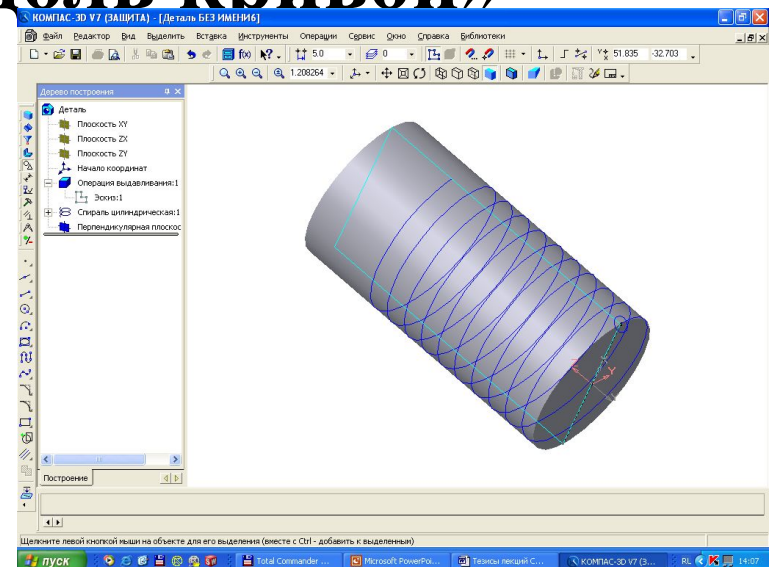 КОМПАС-3D V7 (ЗАЩИТА) - [Деталь БЕЗ ИМЕНИ6]
Файл Редактор Вид Выделить Вставка Инструменты Операции Сервис Окно Справка Библиотеки
5.0 0 51.835 -32.703
1.208264
Дерево построения
Деталь
Плоскость XY
Плоскость ZX
Плоскость ZY
Начало координат
Операция выдавливания:1
Эскиз:1
Спираль цилиндрическая:1
Перпендикулярная плоскос
Y
Построение
Щелкните левой кнопкой мыши на объекте для его выделения (вместе с Ctrl - добавить к выделенным)
пуск Total Commander ... Microsoft PowerPoi... Тезисы лекций С... КОМПАС-3D V7 (З... RL 14:07